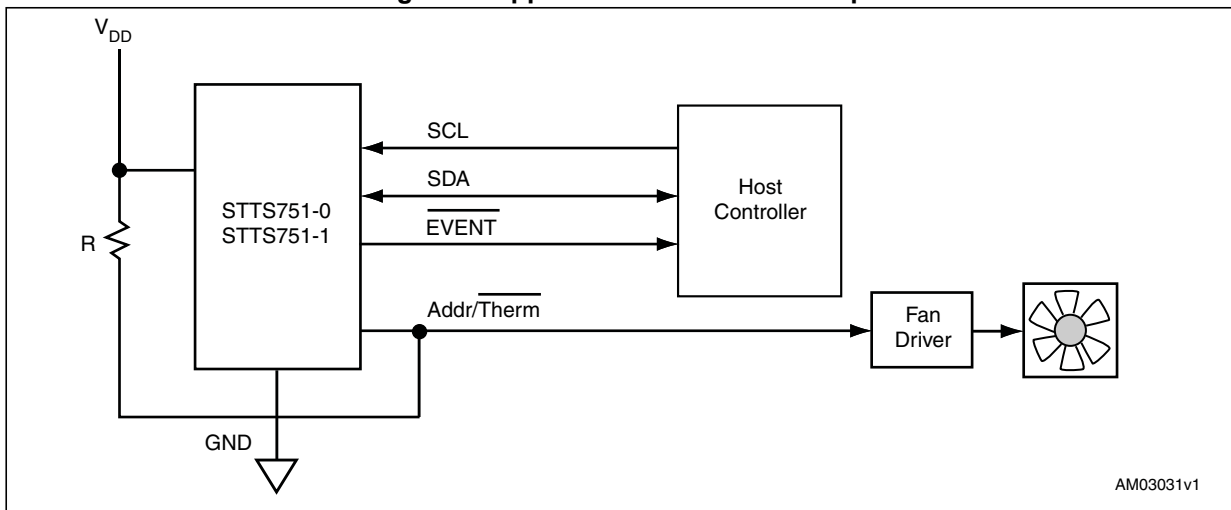 V_DD
SCL
SDA
EVENT
Addr/Therm
R
STTS751-0
STTS751-1
Host
Controller
Fan
Driver
GND
AM03031v1